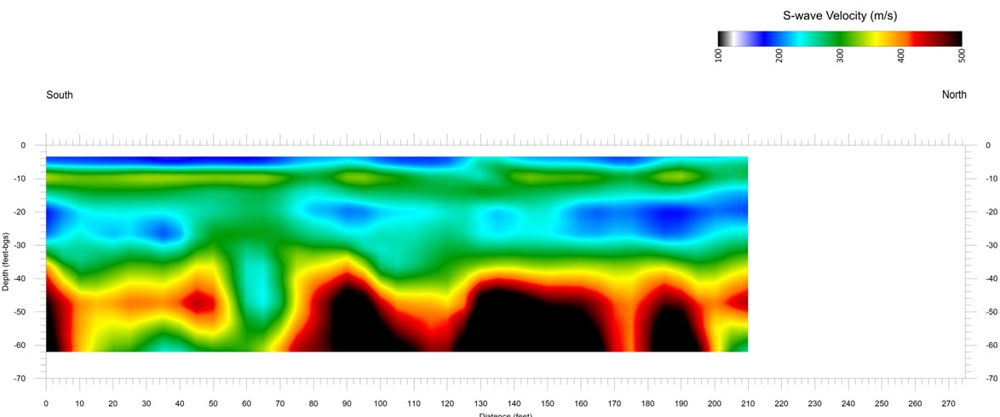 S-wave Velocity (m/s)
100 200 300 400 500
South North
0 0
-10 -10
-20 -20
-30 -30
-40 -40
-50 -50
-60 -60
-70 -70
Depth (feet-bgs)
0 10 20 30 40 50 60 70 80 90 100 110 120 130 140 150 160 170 180 190 200 210 220 230 240 250 260 270
Distance (feet)